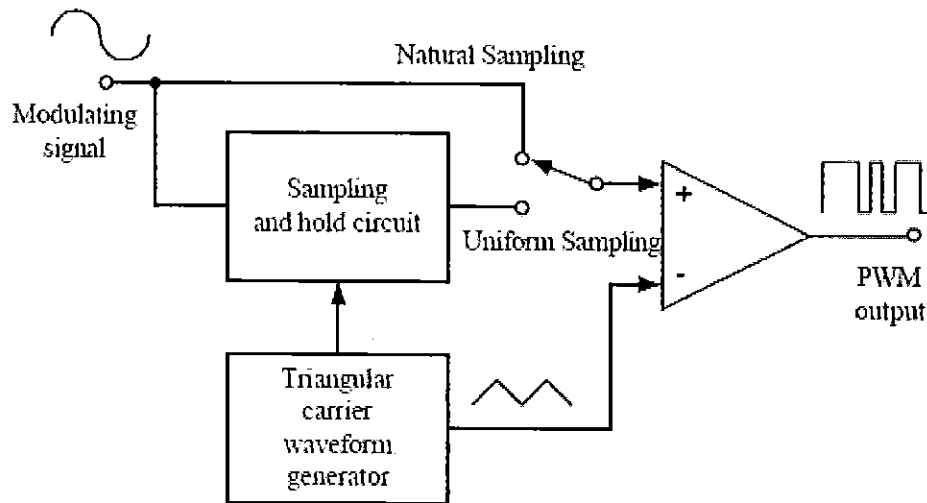 Natural Sampling
Modulating
signal
Sampling
and hold circuit
Uniform Sampling
+
-
PWM
output
Triangular
carrier
waveform
generator